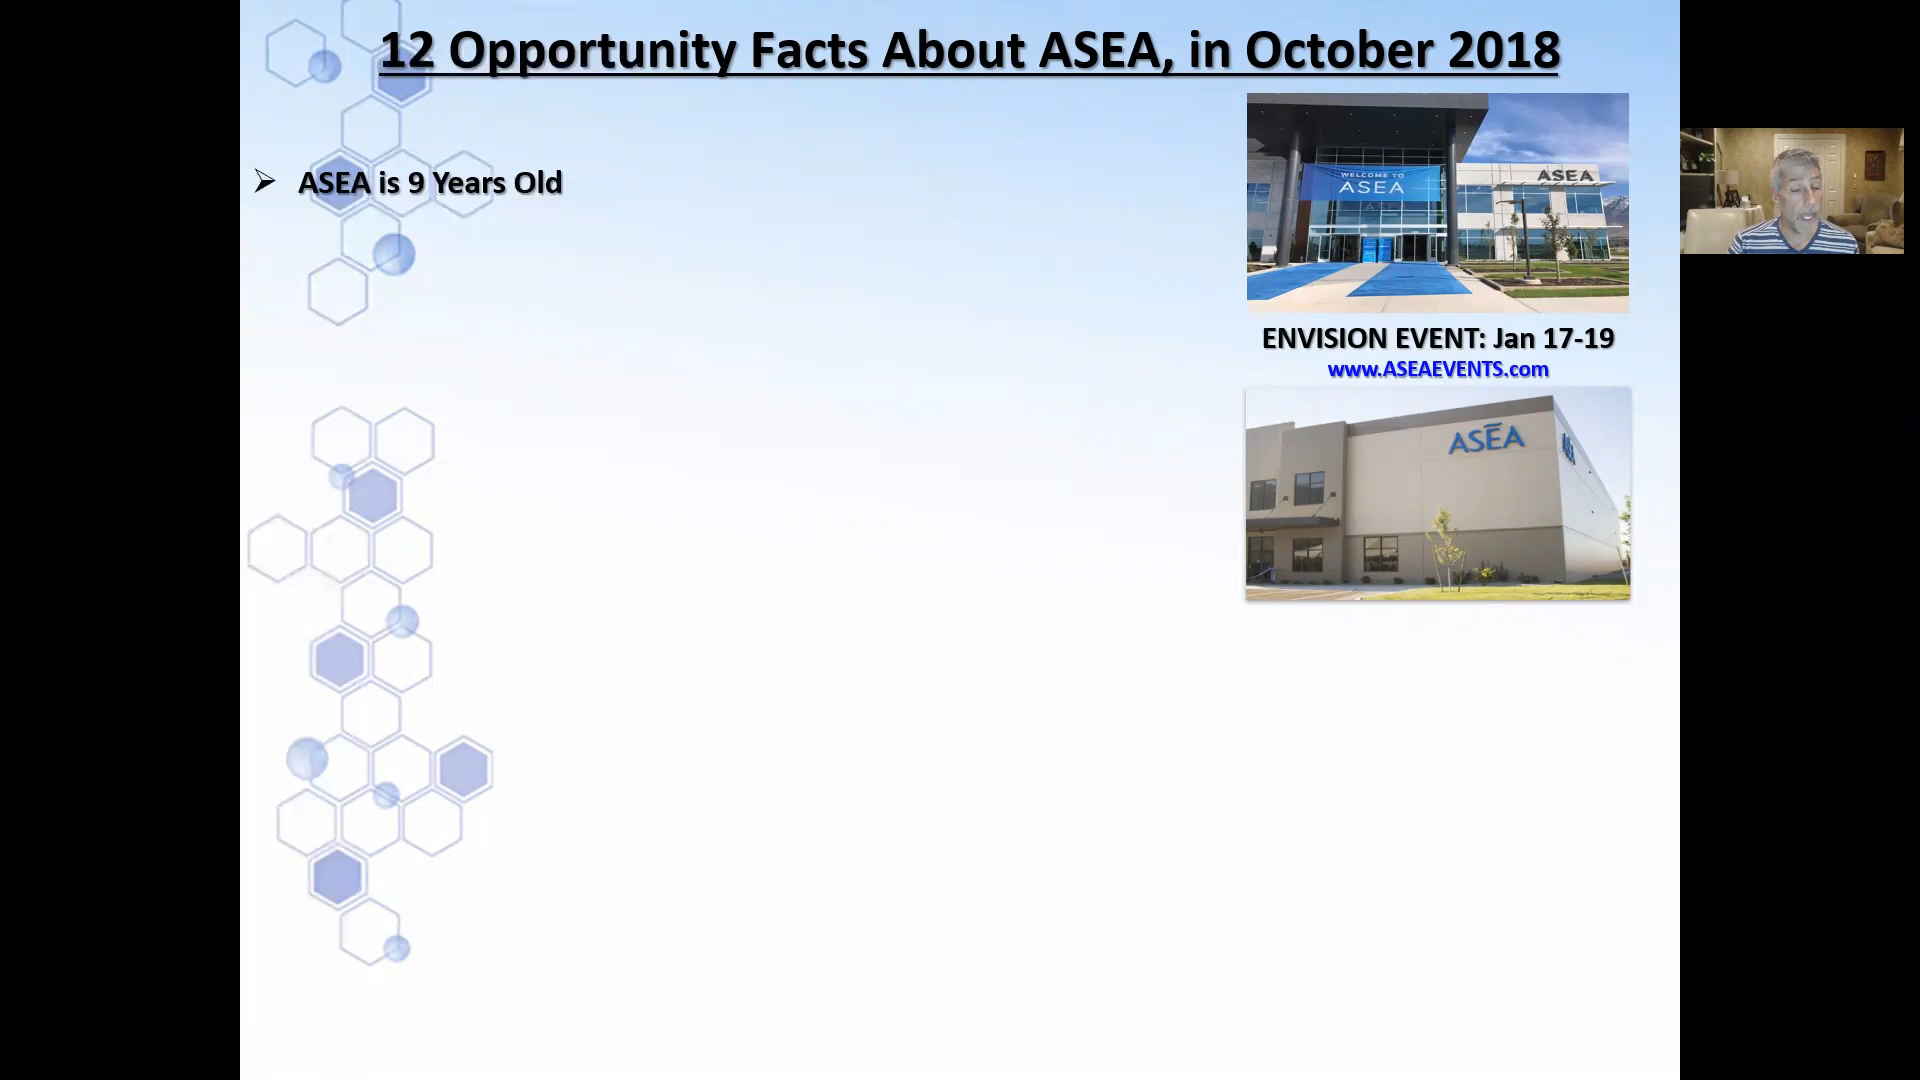 12 Opportunity Facts About ASEA, in October 2018
ASEA is 9 Years Old
WELCOME TO
ASEA
ASEA
ENVISION EVENT: Jan 17-19
www.ASEAEVENTS.com
ASEA